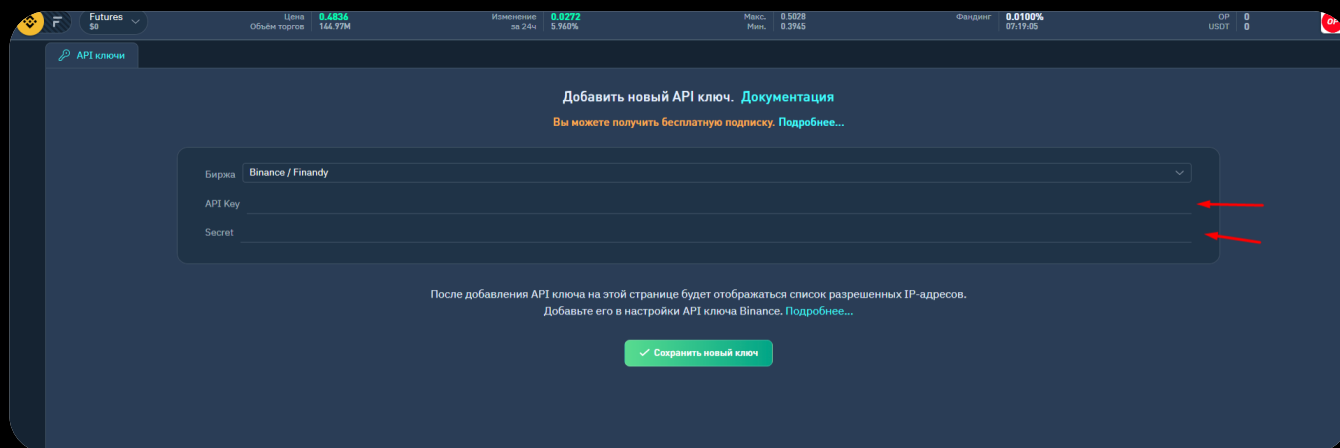 Futures
$0
Цена 0.4836
Объём торгов 144.97M
Изменение 0.0272
за 24ч 5.960%
Макс. 0.5028
Мин. 0.3945
Фандинг 0.0100%
07:19:05
OP 0
USDT 0
OP
API ключи
Добавить новый API ключ. Документация
Вы можете получить бесплатную подписку. Подробнее...
Биржа Binance / Finandy
API Key
Secret
После добавления API ключа на этой странице будет отображаться список разрешенных IP-адресов.
Добавьте его в настройки API ключа Binance. Подробнее...
Сохранить новый ключ